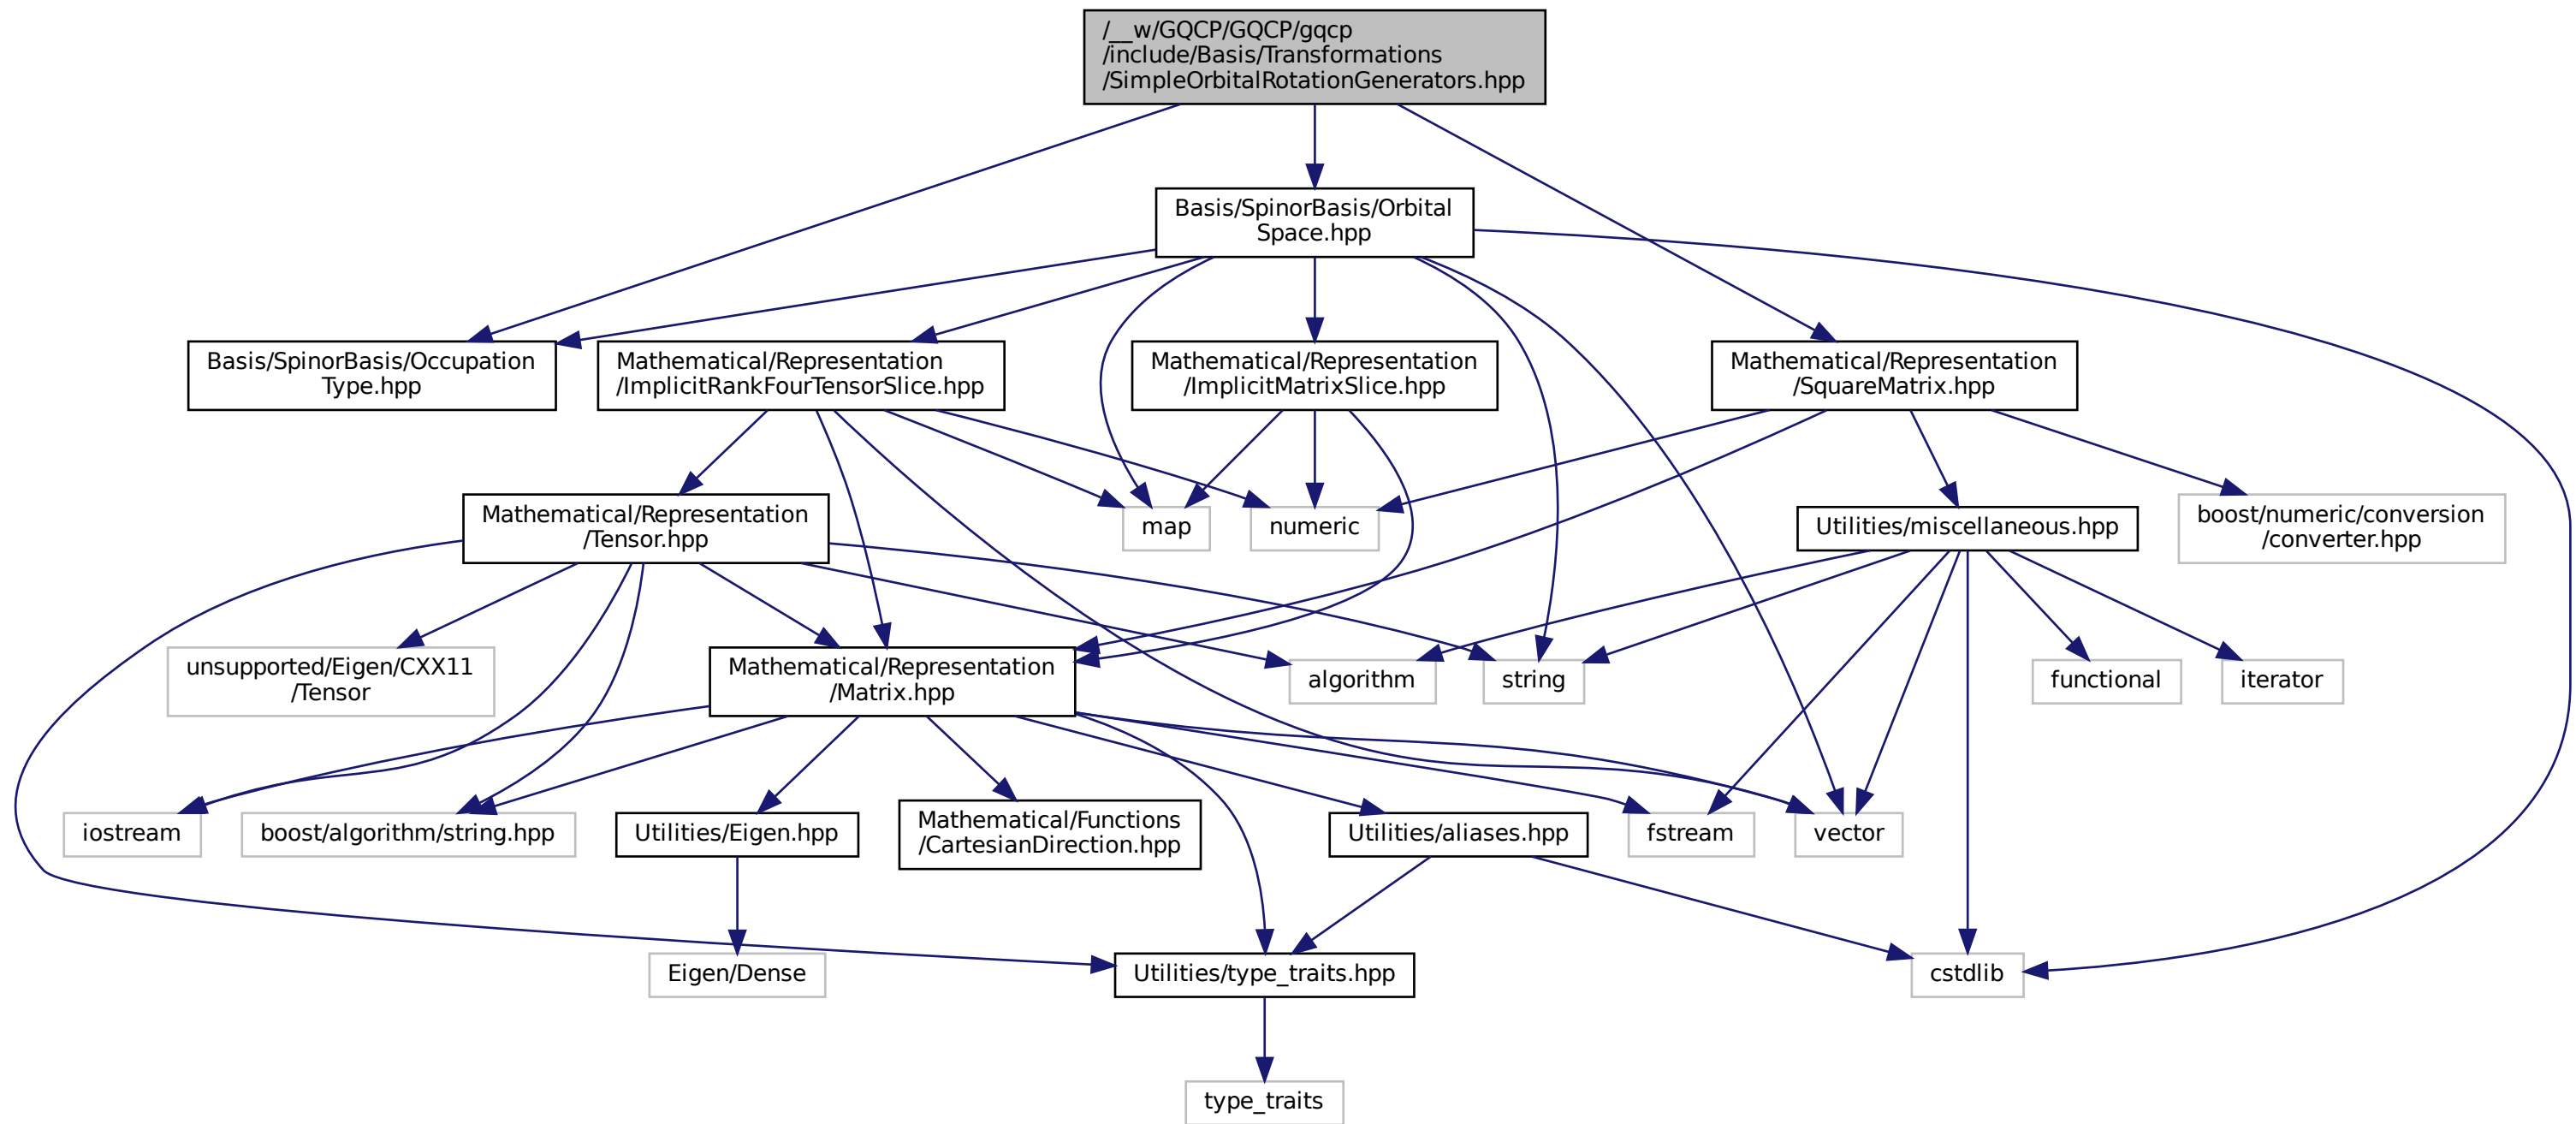 /__w/GQCP/GQCP/gqcp
/include/Basis/Transformations
/SimpleOrbitalRotationGenerators.hpp
Basis/SpinorBasis/Orbital
Space.hpp
Basis/SpinorBasis/Occupation
Type.hpp
Mathematical/Representation
/ImplicitRankFourTensorSlice.hpp
Mathematical/Representation
/ImplicitMatrixSlice.hpp
Mathematical/Representation
/SquareMatrix.hpp
Mathematical/Representation
/Tensor.hpp
map
numeric
Utilities/miscellaneous.hpp
boost/numeric/conversion
/converter.hpp
unsupported/Eigen/CXX11
/Tensor
Mathematical/Representation
/Matrix.hpp
algorithm
string
functional
iterator
iostream
boost/algorithm/string.hpp
Utilities/Eigen.hpp
Mathematical/Functions
/CartesianDirection.hpp
Utilities/aliases.hpp
fstream
vector
Eigen/Dense
Utilities/type_traits.hpp
cstdlib
type_traits